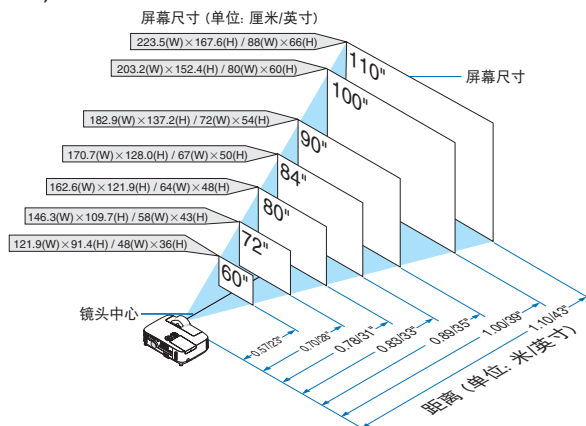 屏幕尺寸 (单位: 厘米/英寸)
223.5(W)×167.6(H) / 88(W)×66(H)
203.2(W)×152.4(H) / 80(W)×60(H)
182.9(W)×137.2(H) / 72(W)×54(H)
170.7(W)×128.0(H) / 67(W)×50(H)
162.6(W)×121.9(H) / 64(W)×48(H)
146.3(W)×109.7(H) / 58(W)×43(H)
121.9(W)×91.4(H) / 48(W)×36(H)
110"
100"
90"
84"
80"
72"
60"
屏幕尺寸
镜头中心
0.57/23"
0.70/28"
0.78/31"
0.83/33"
0.89/35"
1.00/39"
1.10/43"
距离 (单位: 米/英寸)